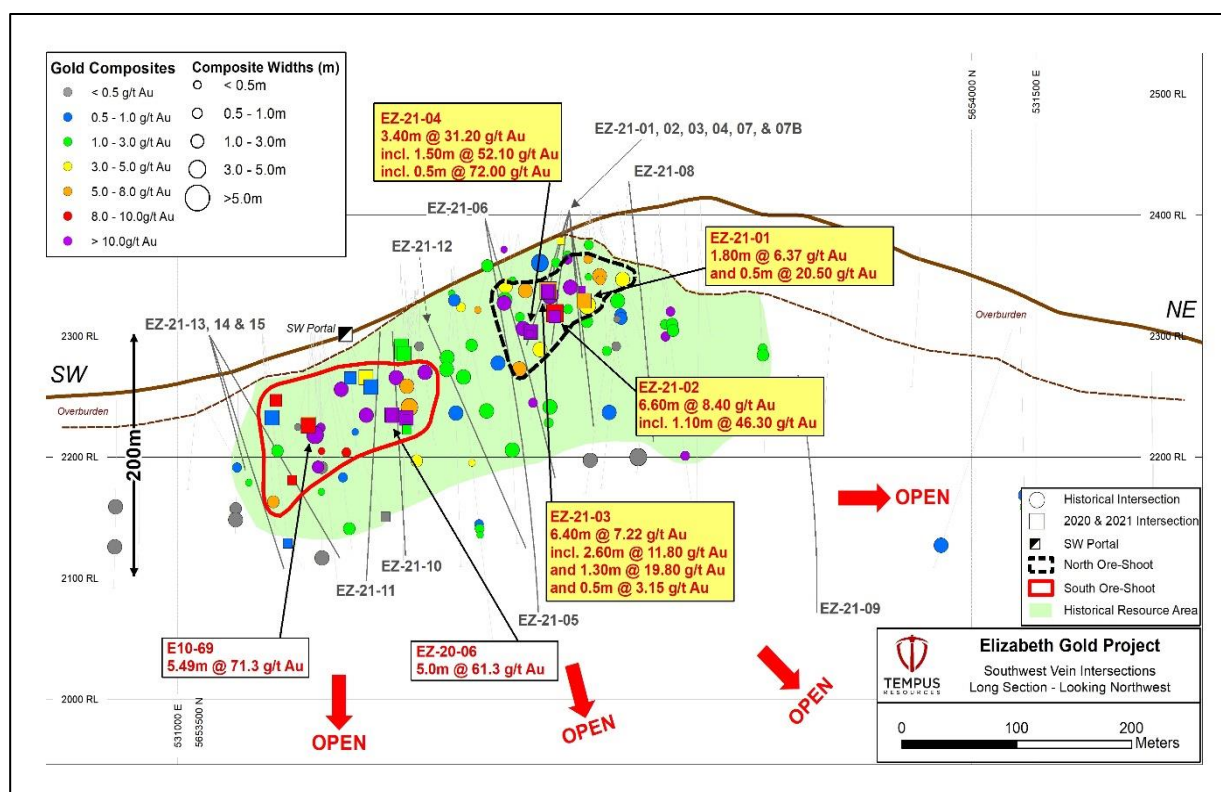 Gold Composites
< 0.5 g/t Au
0.5 - 1.0 g/t Au
1.0 - 3.0 g/t Au
3.0 - 5.0 g/t Au
5.0 - 8.0 g/t Au
8.0 - 10.0g/t Au
> 10.0g/t Au
Composite Widths (m)
< 0.5m
0.5 - 1.0m
1.0 - 3.0m
3.0 - 5.0m
>5.0m
5654000 N
531500 E
2500 RL
EZ-21-04
3.40m @ 31.20 g/t Au
incl. 1.50m @ 52.10 g/t Au
incl. 0.5m @ 72.00 g/t Au
EZ-21-01, 02, 03, 04, 07, & 07B
EZ-21-08
EZ-21-06
2400 RL
EZ-21-12
EZ-21-01
1.80m @ 6.37 g/t Au
and 0.5m @ 20.50 g/t Au
EZ-21-13, 14 & 15
SW Portal
2300 RL
Overburden
NE
2300 RL
SW
Overburden
EZ-21-02
6.60m @ 8.40 g/t Au
incl. 1.10m @ 46.30 g/t Au
200m
2200 RL
2200 RL
OPEN
EZ-21-03
6.40m @ 7.22 g/t Au
incl. 2.60m @ 11.80 g/t Au
and 1.30m @ 19.80 g/t Au
and 0.5m @ 3.15 g/t Au
Historical Intersection
2020 & 2021 Intersection
SW Portal
North Ore-Shoot
South Ore-Shoot
Historical Resource Area
2100 RL
EZ-21-11
EZ-21-10
EZ-21-05
EZ-21-09
E10-69
5.49m @ 71.3 g/t Au
EZ-20-06
5.0m @ 61.3 g/t Au
2000 RL
531000 E
5653500 N
OPEN
OPEN
OPEN
TEMPUS
RESOURCES
Elizabeth Gold Project
Southwest Vein Intersections
Long Section - Looking Northwest
0 100 200
Meters